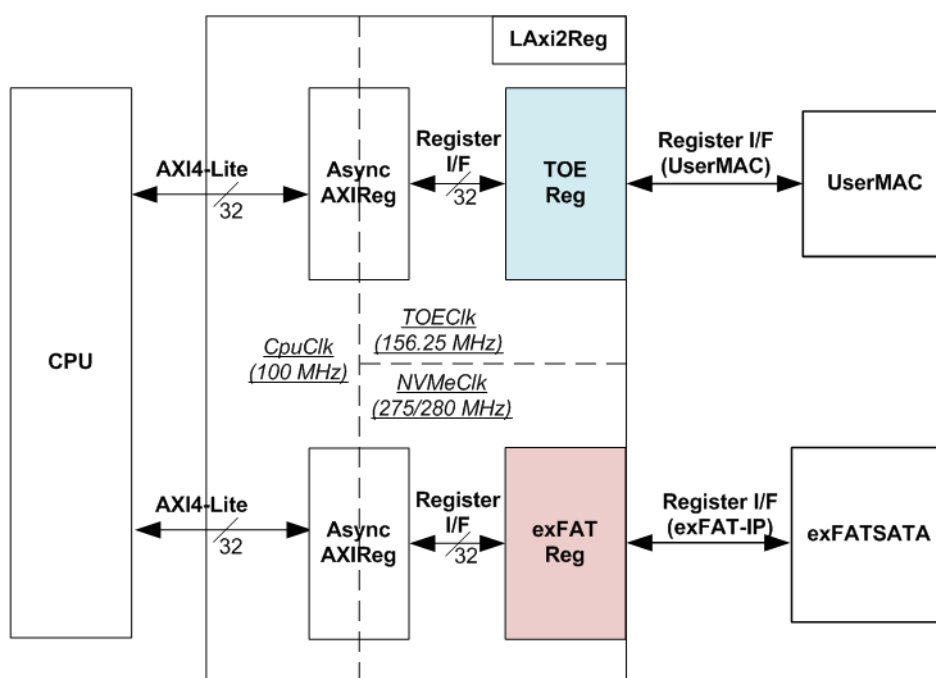 LAxi2Reg
CPU
AXI4-Lite
32
Async
AXIReg
Register
I/F
32
TOE
Reg
Register I/F
(UserMAC)
UserMAC
CpuClk
(100 MHz)
TOEClk
(156.25 MHz)
NVMeClk
(275/280 MHz)
AXI4-Lite
32
Async
AXIReg
Register
I/F
32
exFAT
Reg
Register I/F
(exFAT-IP)
exFATSATA